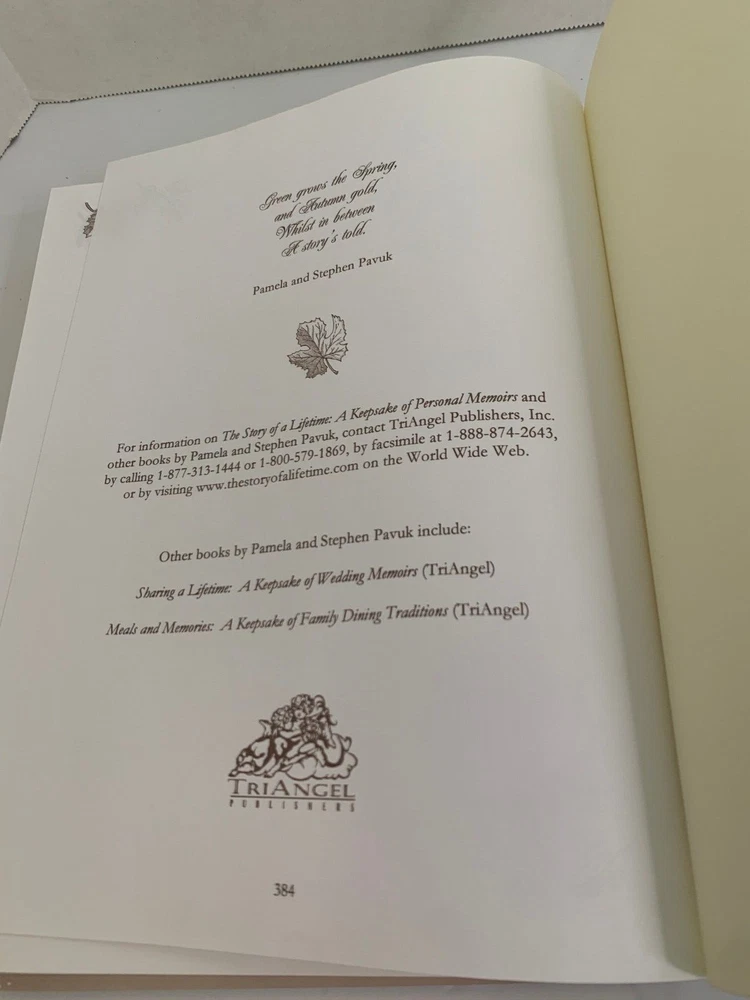 Green grows the Spring,
and Autumn gold,
Whilst in between
A story's told.
Pamela and Stephen Pavuk
For information on The Story of a Lifetime: A Keepsake of Personal Memoirs and
other books by Pamela and Stephen Pavuk, contact TriAngel Publishers, Inc.
by calling 1-877-313-1444 or 1-800-579-1869, by facsimile at 1-888-874-2643,
or by visiting www.thestoryofalifetime.com on the World Wide Web.
Other books by Pamela and Stephen Pavuk include:
Sharing a Lifetime: A Keepsake of Wedding Memoirs (TriAngel)
Meals and Memories: A Keepsake of Family Dining Traditions (TriAngel)
TRIANGEL
PUBLISHERS
384